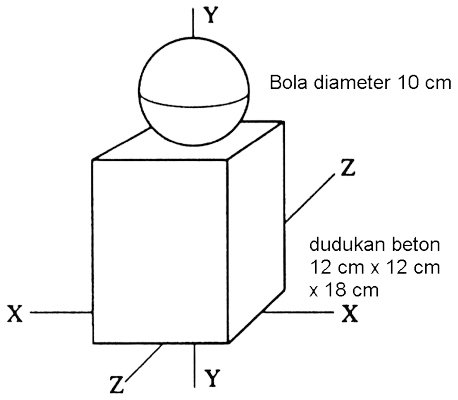 Y
Bola diameter 10 cm
Z
dudukan beton
12 cm x 12 cm
x 18 cm
X
X
Z
Y